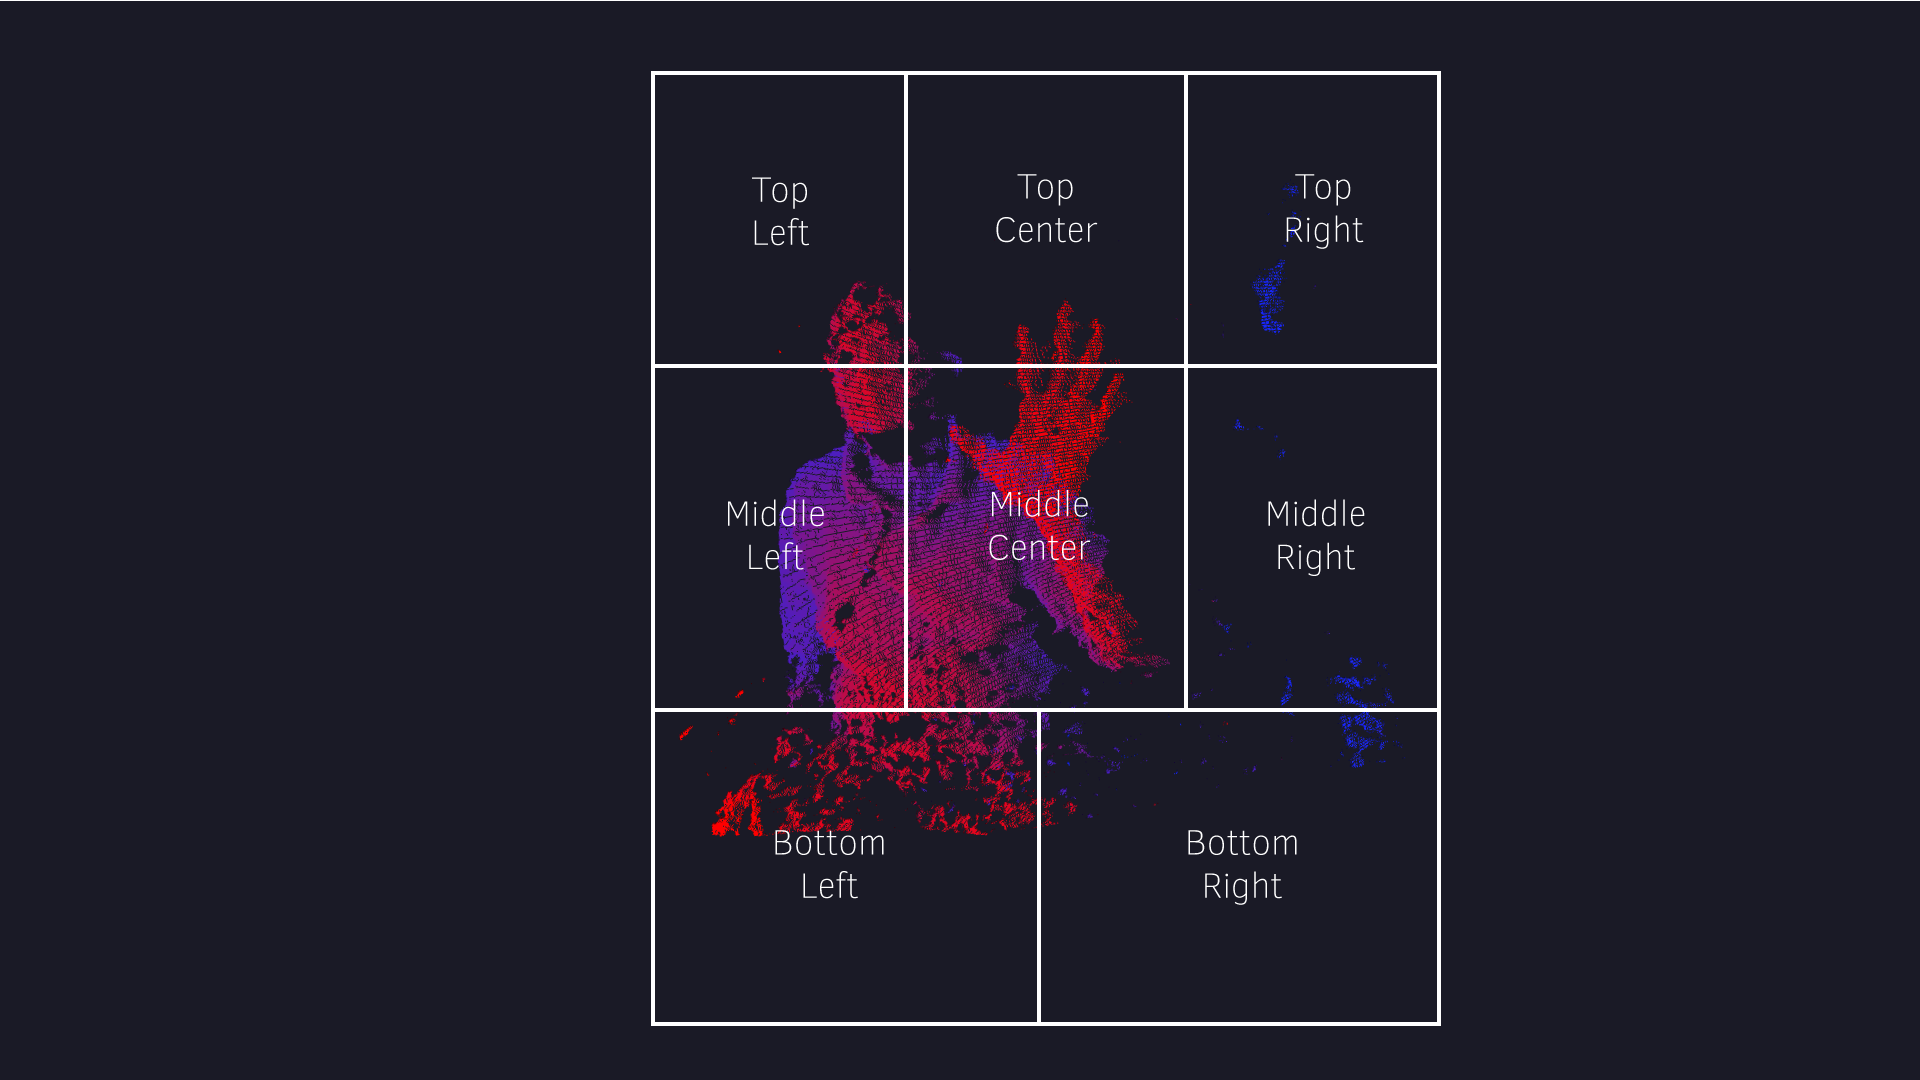 Top
Left
Top
Center
Top
Right
Middle
Left
Middle
Center
Middle
Right
Bottom
Left
Bottom
Right